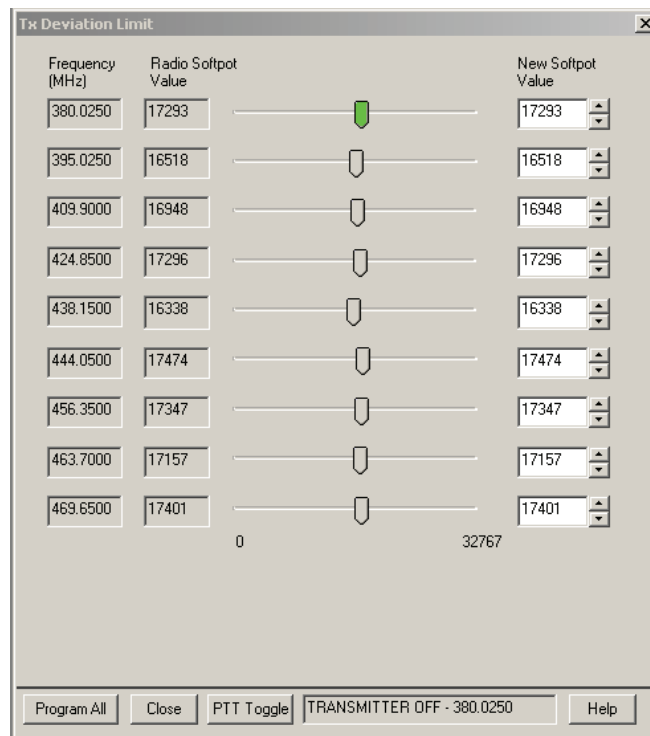 Tx Deviation Limit
Frequency (MHz) Radio Softpot Value New Softpot Value
380.0250 17293 17293
395.0250 16518 16518
409.9000 16948 16948
424.8500 17296 17296
438.1500 16338 16338
444.0500 17474 17474
456.3500 17347 17347
463.7000 17157 17157
469.6500 17401 17401
0 32767
Program All Close PTT Toggle TRANSMITTER OFF - 380.0250 Help